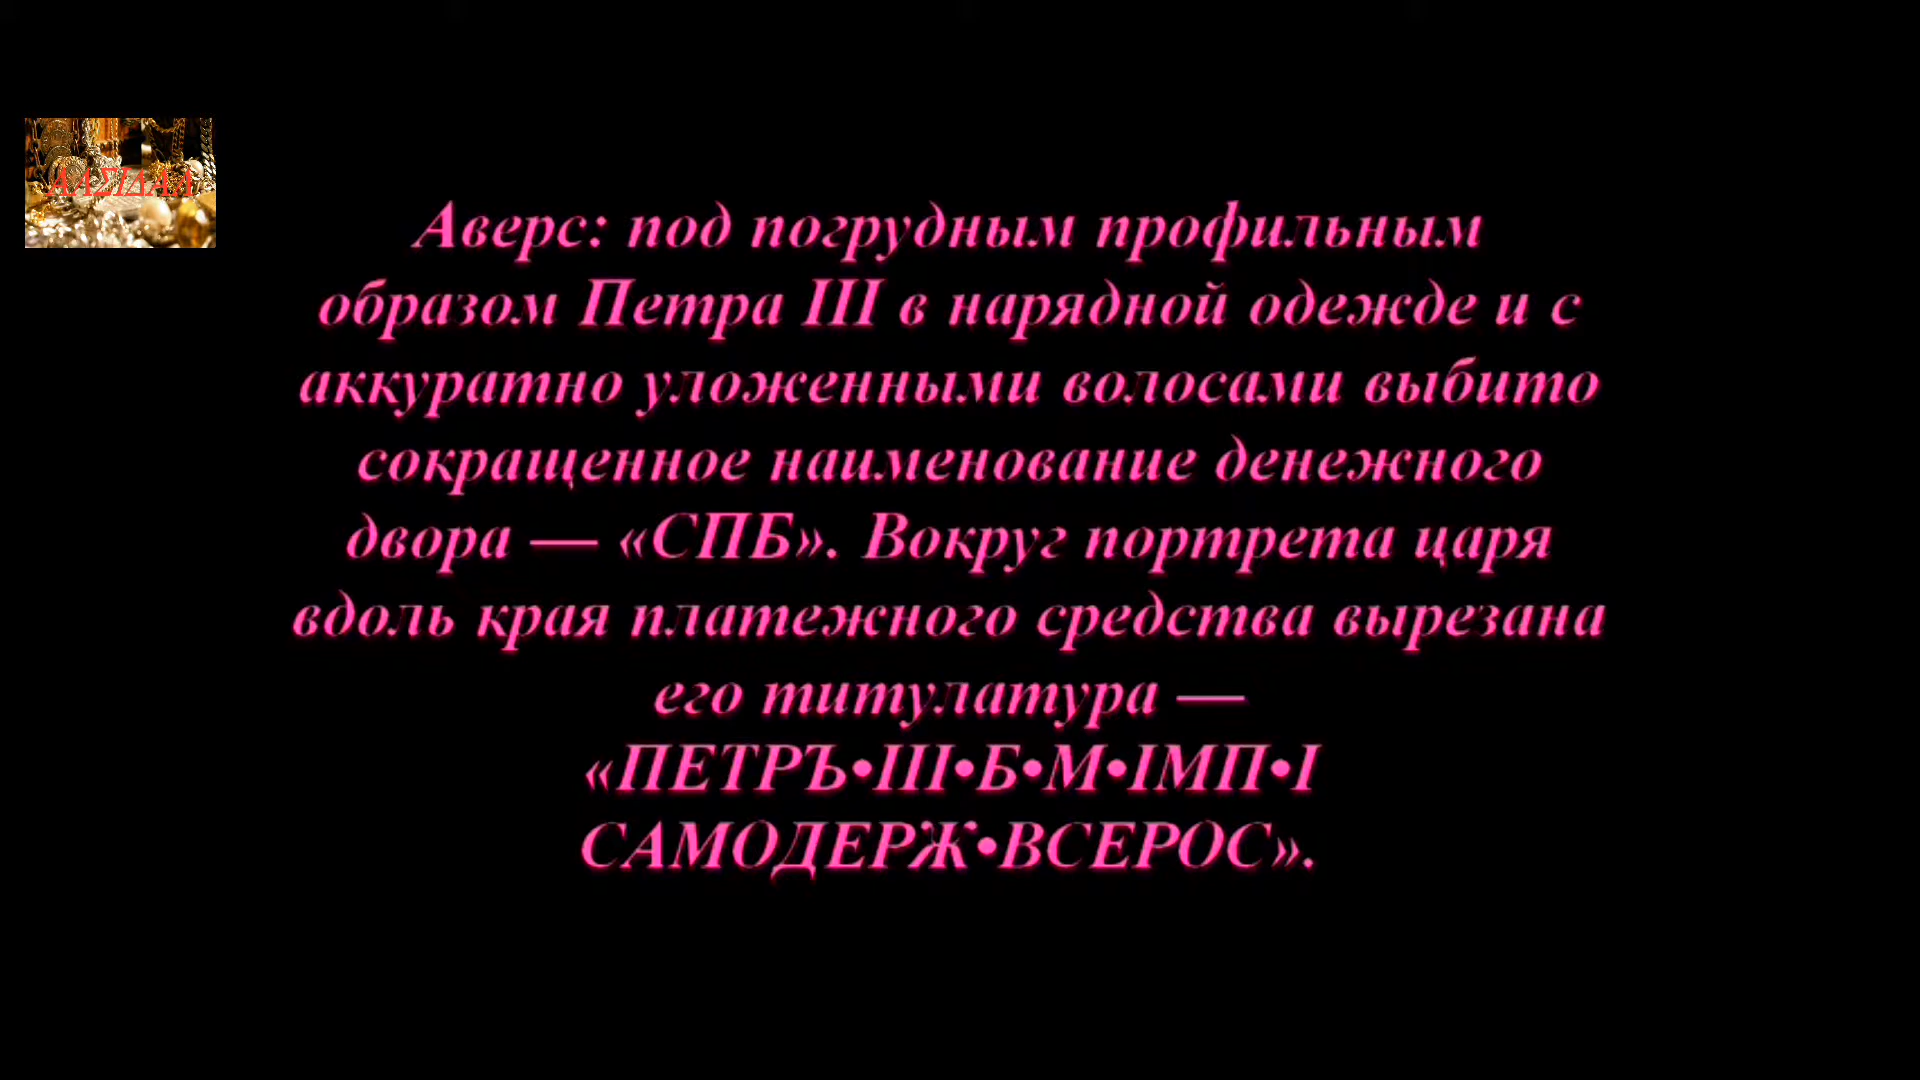 ΑΛΣΙΔΑΛ
Аверс: под погрудным профильным
образом Петра III в нарядной одежде и с
аккуратно уложенными волосами выбито
сокращенное наименование денежного
двора — «СПБ». Вокруг портрета царя
вдоль края платежного средства вырезана
его титулатура —
«ПЕТРЪ•III•Б•М•IМП•I
САМОДЕРЖ•ВСЕРОС».